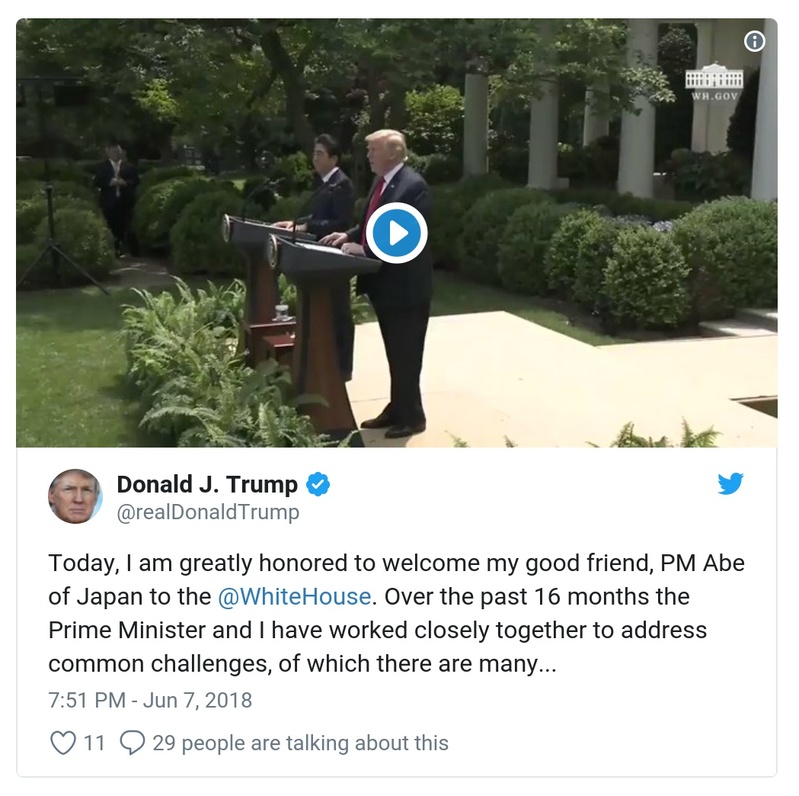 WH.GOV
Donald J. Trump
@realDonaldTrump
Today, I am greatly honored to welcome my good friend, PM Abe
of Japan to the @WhiteHouse. Over the past 16 months the
Prime Minister and I have worked closely together to address
common challenges, of which there are many...
7:51 PM - Jun 7, 2018
11 29 people are talking about this